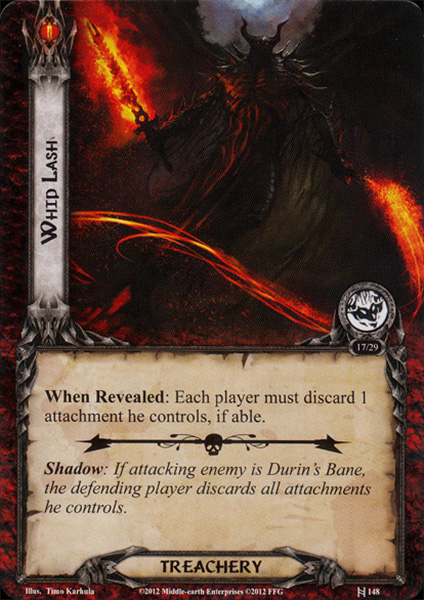 Whip Lash
17/29
When Revealed: Each player must discard 1
attachment he controls, if able.
Shadow: If attacking enemy is Durin's Bane,
the defending player discards all attachments
he controls.
TREACHERY
Illus. Timo Karhula
©2012 Middle-earth Enterprises ©2012 FFG
148